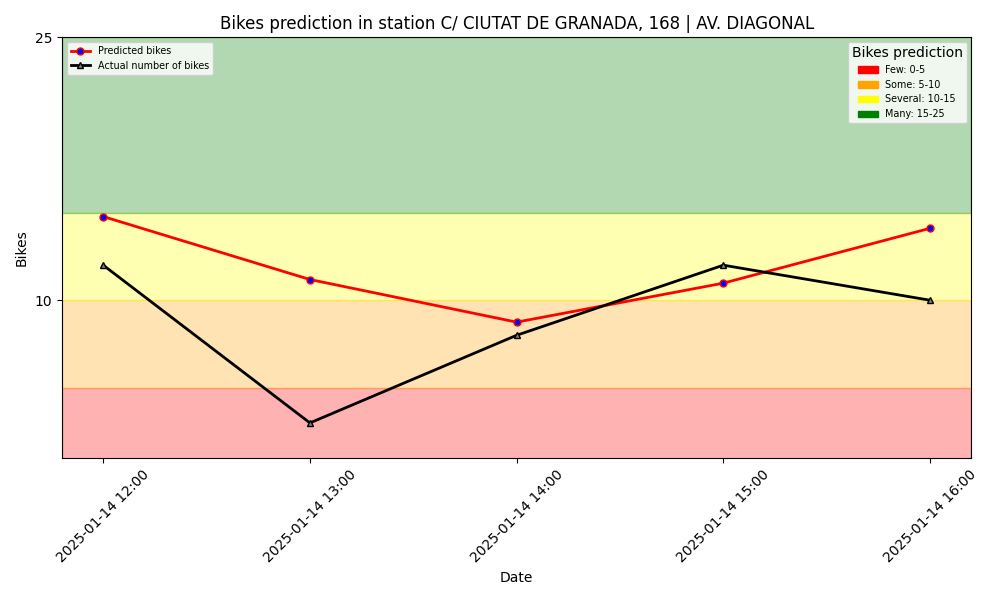 Bikes prediction in station C/ CIUTAT DE GRANADA, 168 | AV. DIAGONAL
25
10
Bikes
Predicted bikes
Actual number of bikes
Bikes prediction
Few: 0-5
Some: 5-10
Several: 10-15
Many: 15-25
2025-01-14 12:00
2025-01-14 13:00
2025-01-14 14:00
2025-01-14 15:00
2025-01-14 16:00
Date